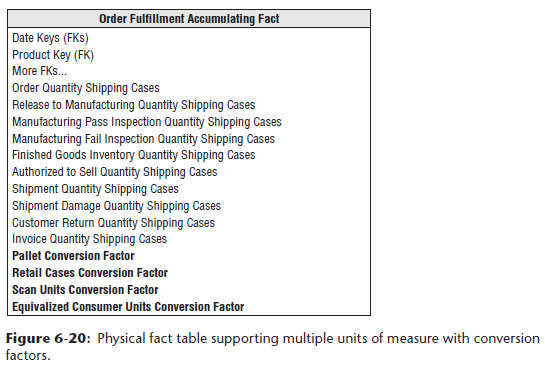 Order Fulfillment Accumulating Fact
Date Keys (FKs)
Product Key (FK)
More FKs...
Order Quantity Shipping Cases
Release to Manufacturing Quantity Shipping Cases
Manufacturing Pass Inspection Quantity Shipping Cases
Manufacturing Fail Inspection Quantity Shipping Cases
Finished Goods Inventory Quantity Shipping Cases
Authorized to Sell Quantity Shipping Cases
Shipment Quantity Shipping Cases
Shipment Damage Quantity Shipping Cases
Customer Return Quantity Shipping Cases
Invoice Quantity Shipping Cases
Pallet Conversion Factor
Retail Cases Conversion Factor
Scan Units Conversion Factor
Equivalized Consumer Units Conversion Factor
Figure 6-20: Physical fact table supporting multiple units of measure with conversion
factors.